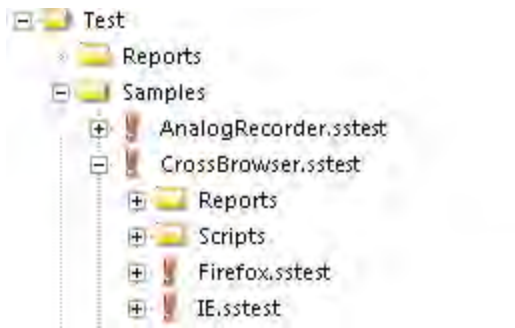 Test
Reports
Samples
AnalogRecorder.sstest
CrossBrowser.sstest
Reports
Scripts
Firefox.sstest
IE.sstest